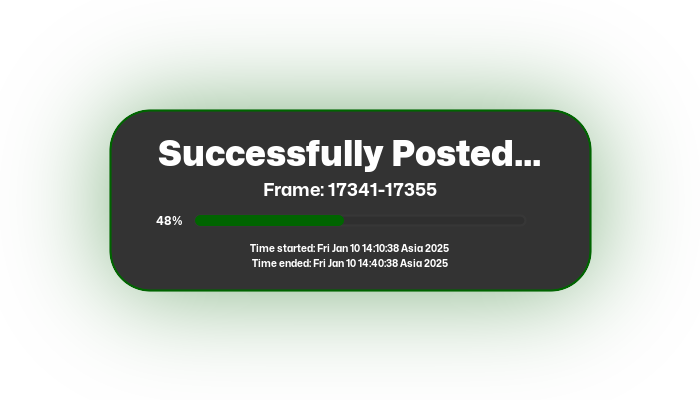 Successfully Posted...
Frame: 17341-17355
48%
Time started: Fri Jan 10 14:10:38 Asia 2025
Time ended: Fri Jan 10 14:40:38 Asia 2025